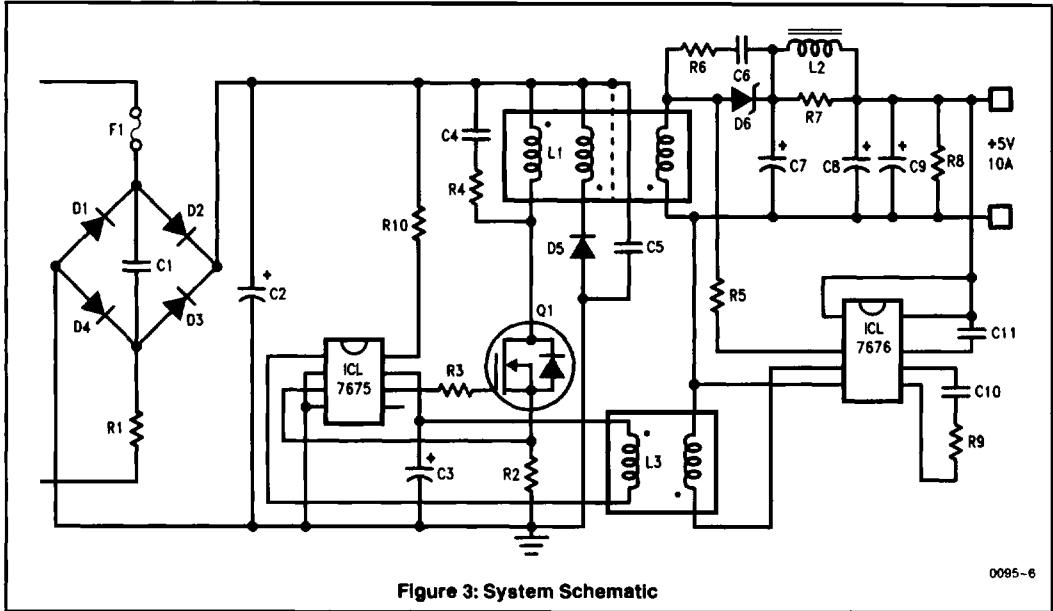 R6
C6
L2
D6
R7
F1
C4
L1
R4
+
C7
+
C8
+
C9
R8
+5V
10A
D1
D2
C1
D4
D3
R10
D5
C5
+
C2
R5
Q1
ICL
7675
R3
ICL
7676
C11
C10
R1
+
C3
R2
L3
R9
Figure 3: System Schematic
0095-6